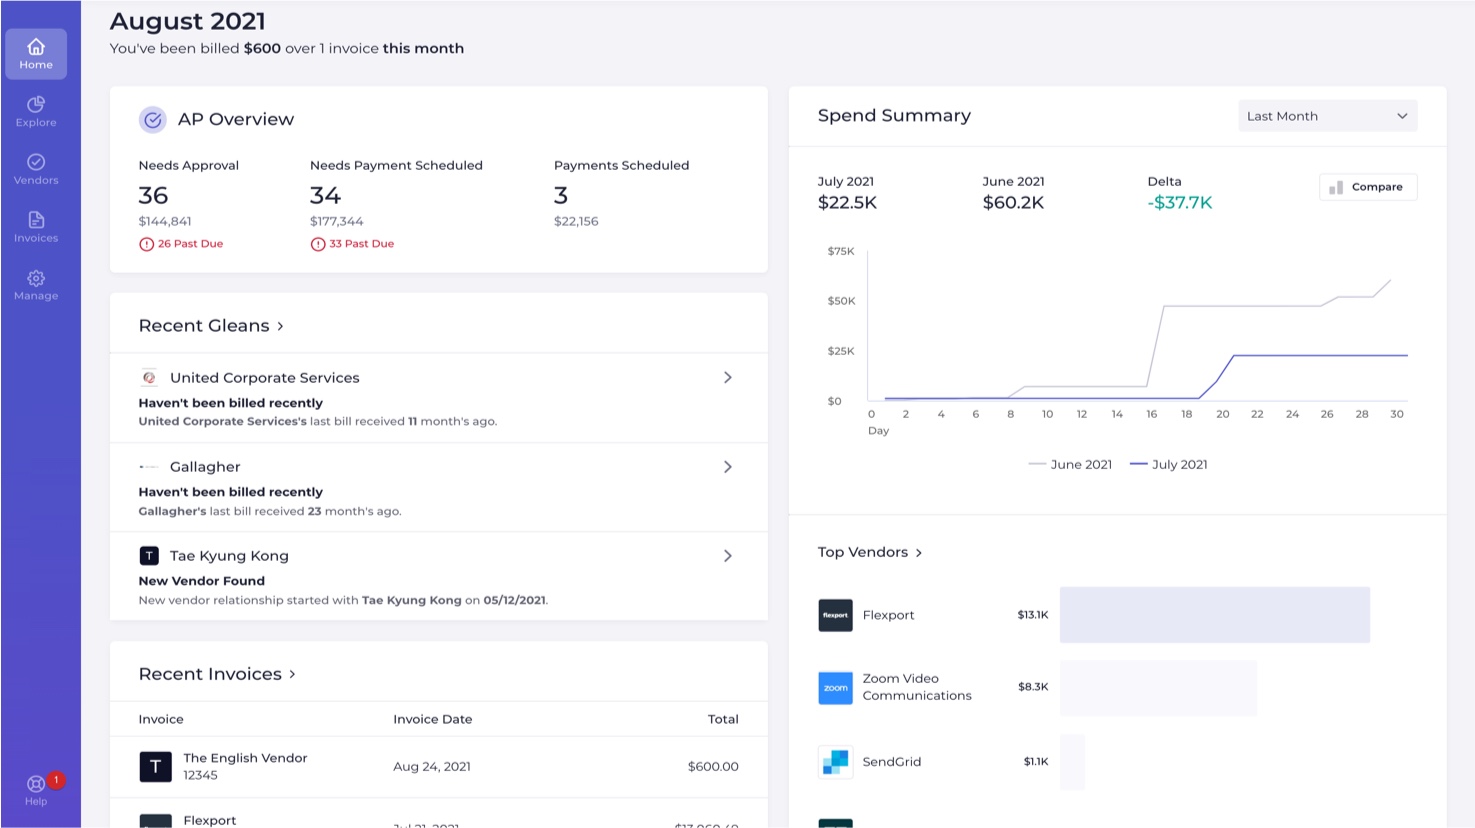 August 2021
You've been billed $600 over 1 invoice this month
Home
Explore
Vendors
Invoices
Manage
1
Help
AP Overview
Needs Approval
36
$144,841
26 Past Due
Needs Payment Scheduled
34
$177,344
33 Past Due
Payments Scheduled
3
$22,156
Recent Gleans >
United Corporate Services
Haven't been billed recently
United Corporate Services's last bill received 11 month's ago.
Gallagher
Haven't been billed recently
Gallagher's last bill received 23 month's ago.
T Tae Kyung Kong
New Vendor Found
New vendor relationship started with Tae Kyung Kong on 05/12/2021.
Recent Invoices >
Invoice Invoice Date Total
T
The English Vendor
12345
Aug 24, 2021
$600.00
Flexport
Spend Summary
Last Month
July 2021
$22.5K
June 2021
$60.2K
Delta
-$37.7K
Compare
$75K
$50K
$25K
$0
0 2 4 6 8 10 12 14 16 18 20 22 24 26 28 30
Day
June 2021 July 2021
Top Vendors >
flexport Flexport $13.1K
zoom
Zoom Video
Communications
$8.3K
SendGrid $1.1K